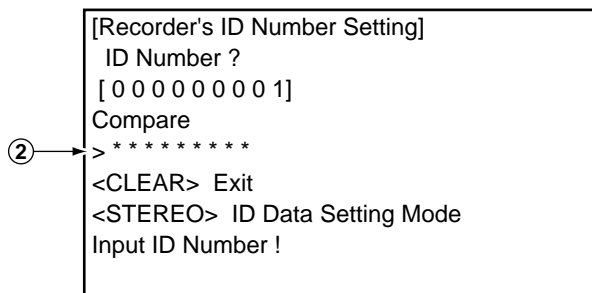 [Recorder's ID Number Setting]
ID Number ?
[ 0 0 0 0 0 0 0 0 1]
Compare
② > * * * * * * * * *
<CLEAR> Exit
<STEREO> ID Data Setting Mode
Input ID Number !